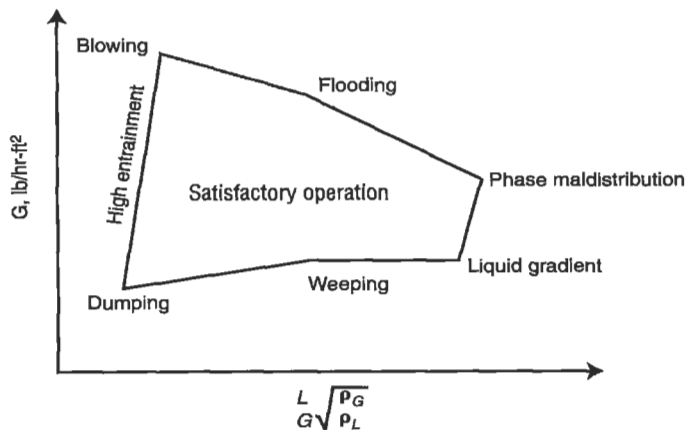 Blowing
Flooding
G, lb/hr-ft²
High entrainment
Satisfactory operation
Phase maldistribution
Liquid gradient
Weeping
Dumping
L √ρG
G ρL